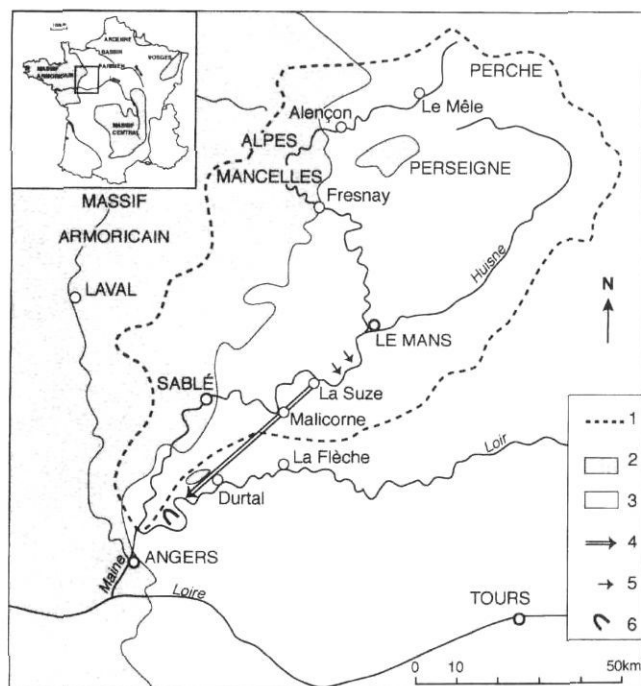 ARDENNE
BASSIN
PARISIEN
VOSGES
MASSIF
ARMORICAIN
MASSIF
CENTRAL
PERCHE
Le Mêle
Alençon
ALPES
MANCELLES
PERSEIGNE
Fresnay
MASSIF
ARMORICAIN
LAVAL
Huisne
N
LE MANS
SABLÉ
La Suze
Malicorne
La Flèche
Loir
Durtal
ANGERS
Maine
Loire
TOURS
1
2
3
4
5
6
0 10 50km